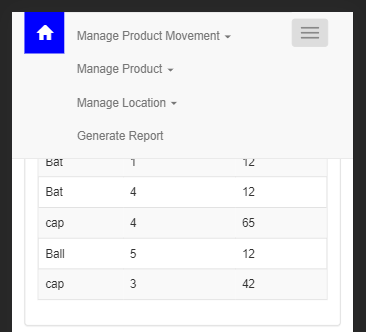 Manage Product Movement
Manage Product
Manage Location
Generate Report
Bat 1 12
Bat 4 12
cap 4 65
Ball 5 12
cap 3 42